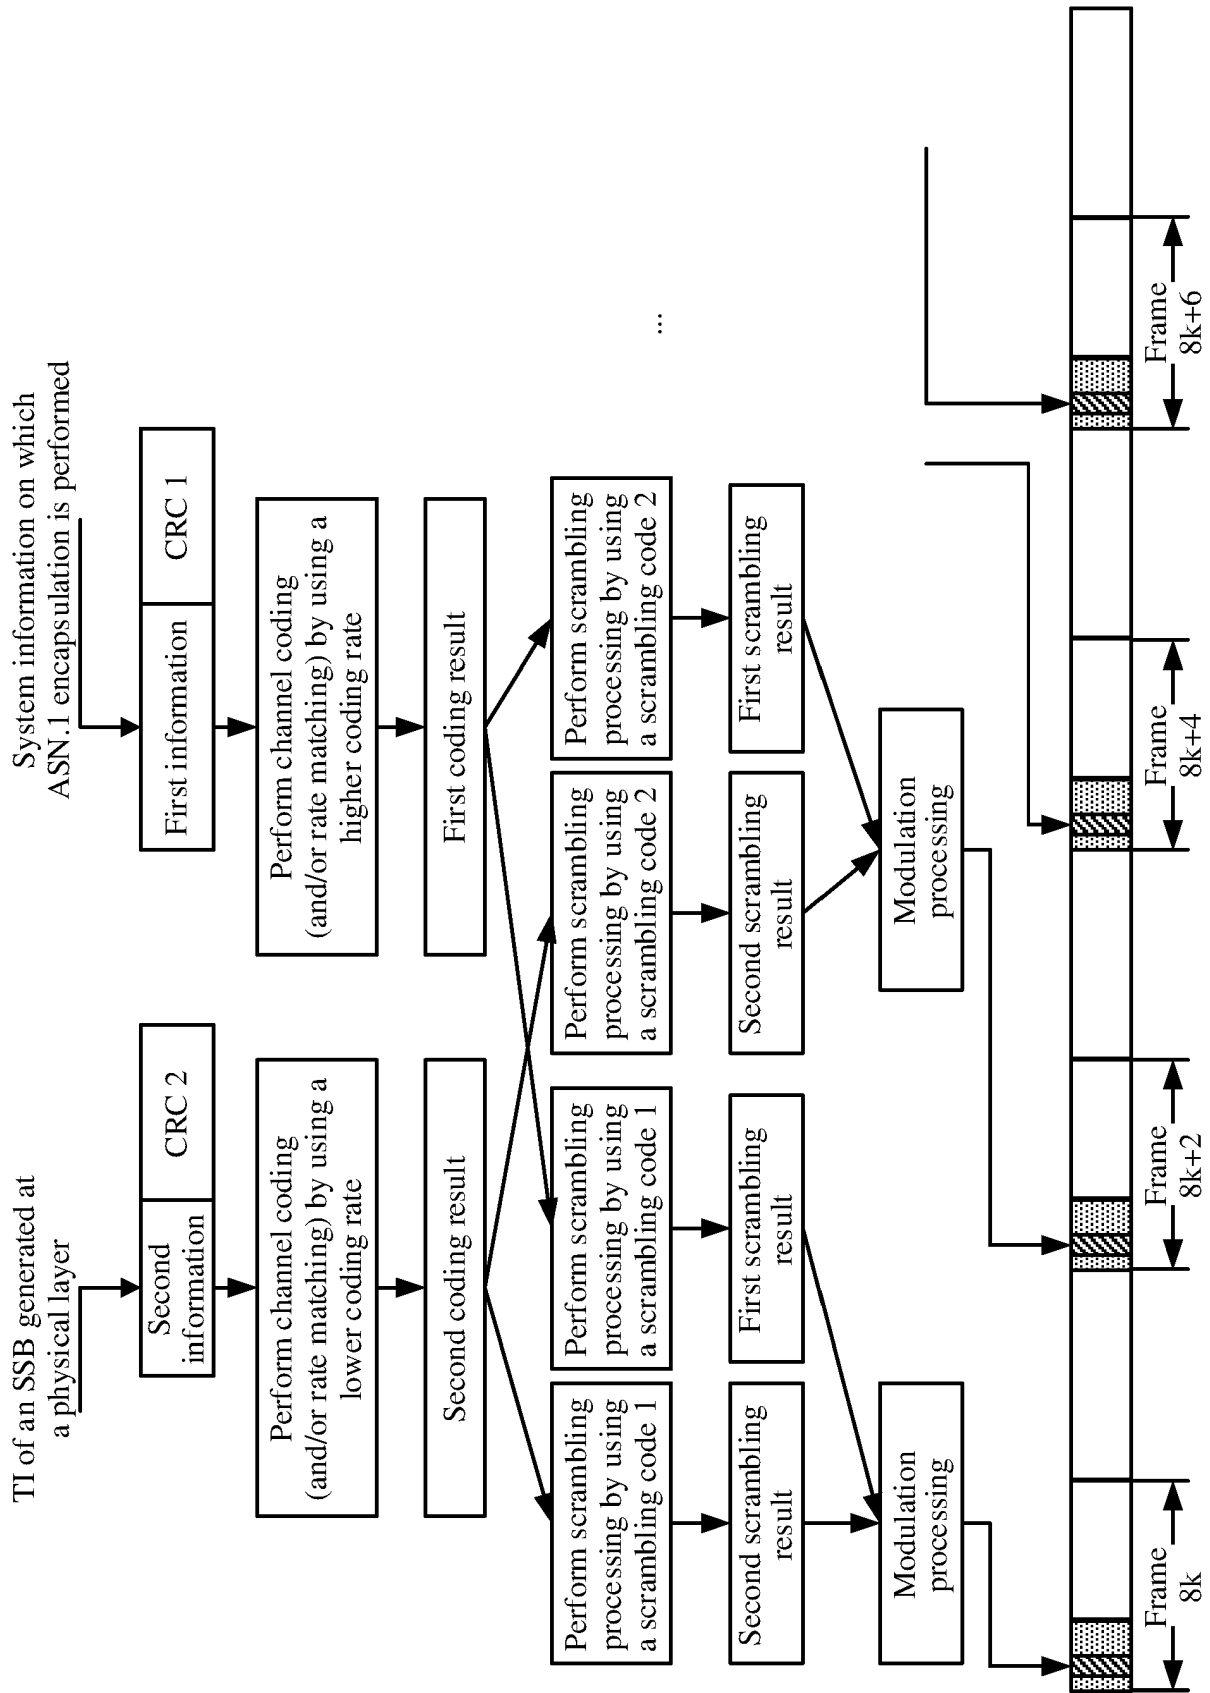 TI of an SSB generated at
a physical layer
System information on which
ASN.1 encapsulation is performed
Second
information
CRC 2
First information
CRC 1
Perform channel coding
(and/or rate matching) by using a
lower coding rate
Perform channel coding
(and/or rate matching) by using a
higher coding rate
Second coding result
First coding result
Perform scrambling
processing by using
a scrambling code 1
Perform scrambling
processing by using
a scrambling code 1
Perform scrambling
processing by using
a scrambling code 2
Perform scrambling
processing by using
a scrambling code 2
...
Second scrambling
result
First scrambling
result
Second scrambling
result
First scrambling
result
Modulation
processing
Modulation
processing
Frame
8k
Frame
8k+2
Frame
8k+4
Frame
8k+6